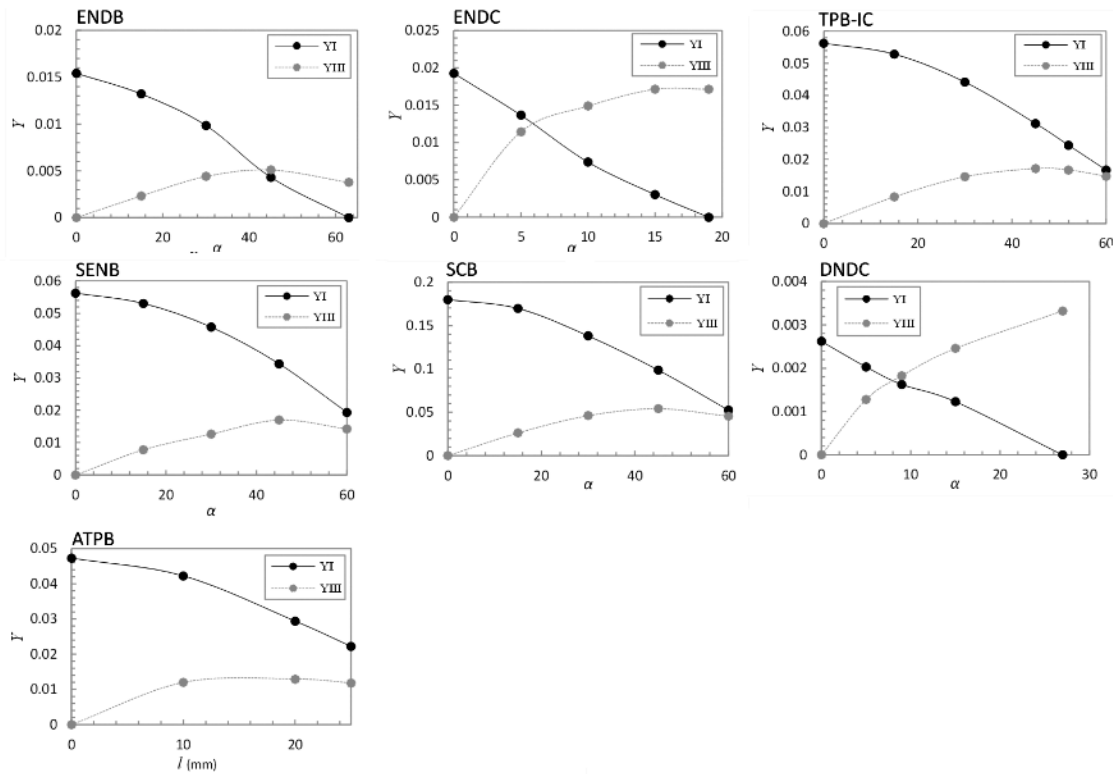 ENDB
0.02
0.015
0.01
0.005
0
Y
YI
YIII
0 20 40 60
α
ENDC
0.025
0.02
0.015
0.01
0.005
0
Y
YI
YIII
0 5 10 15 20
α
TPB-IC
0.06
0.05
0.04
0.03
0.02
0.01
0
Y
YI
YIII
0 20 40 60
α
SENB
0.06
0.05
0.04
0.03
0.02
0.01
0
Y
YI
YIII
0 20 40 60
α
SCB
0.2
0.15
0.1
0.05
0
Y
YI
YIII
0 20 40 60
α
DNDC
0.004
0.003
0.002
0.001
0
Y
YI
YIII
0 10 20 30
α
ATPB
0.05
0.04
0.03
0.02
0.01
0
Y
YI
YIII
0 10 20
l (mm)